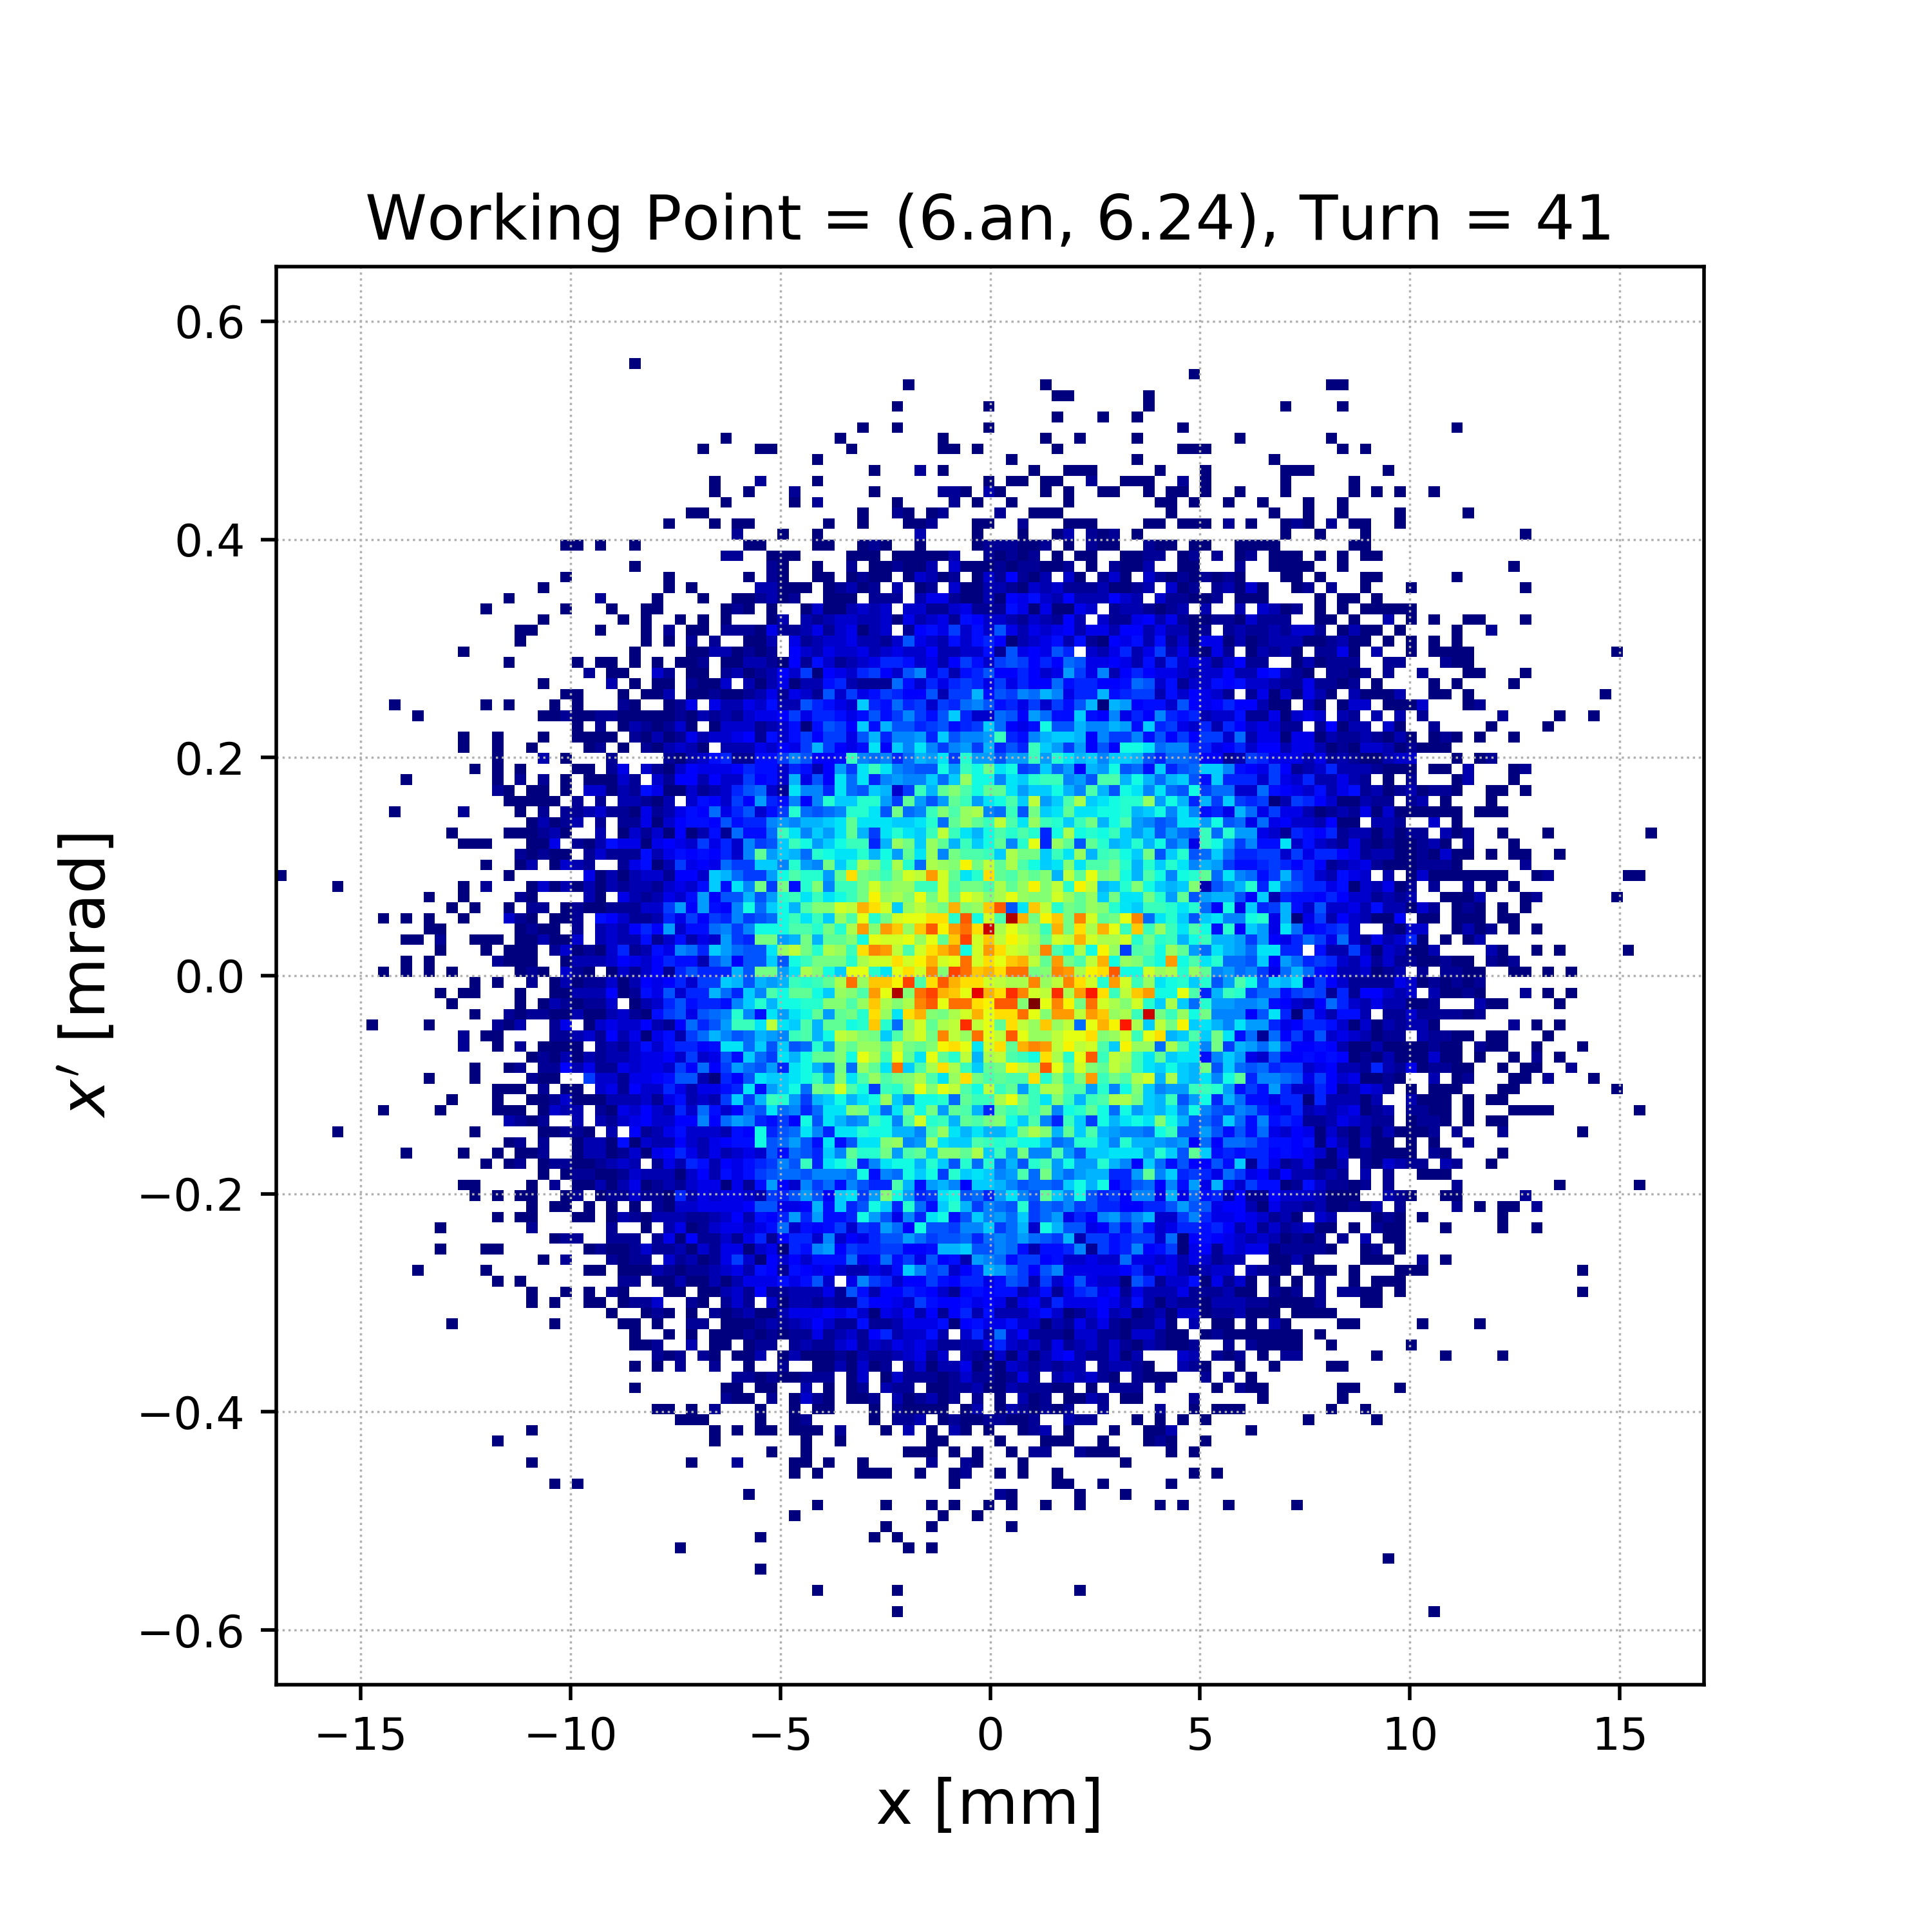 Working Point = (6.an, 6.24), Turn = 41
0.6
0.4
0.2
0.0
−0.2
−0.4
−0.6
x′ [mrad]
−15 −10 −5 0 5 10 15
x [mm]